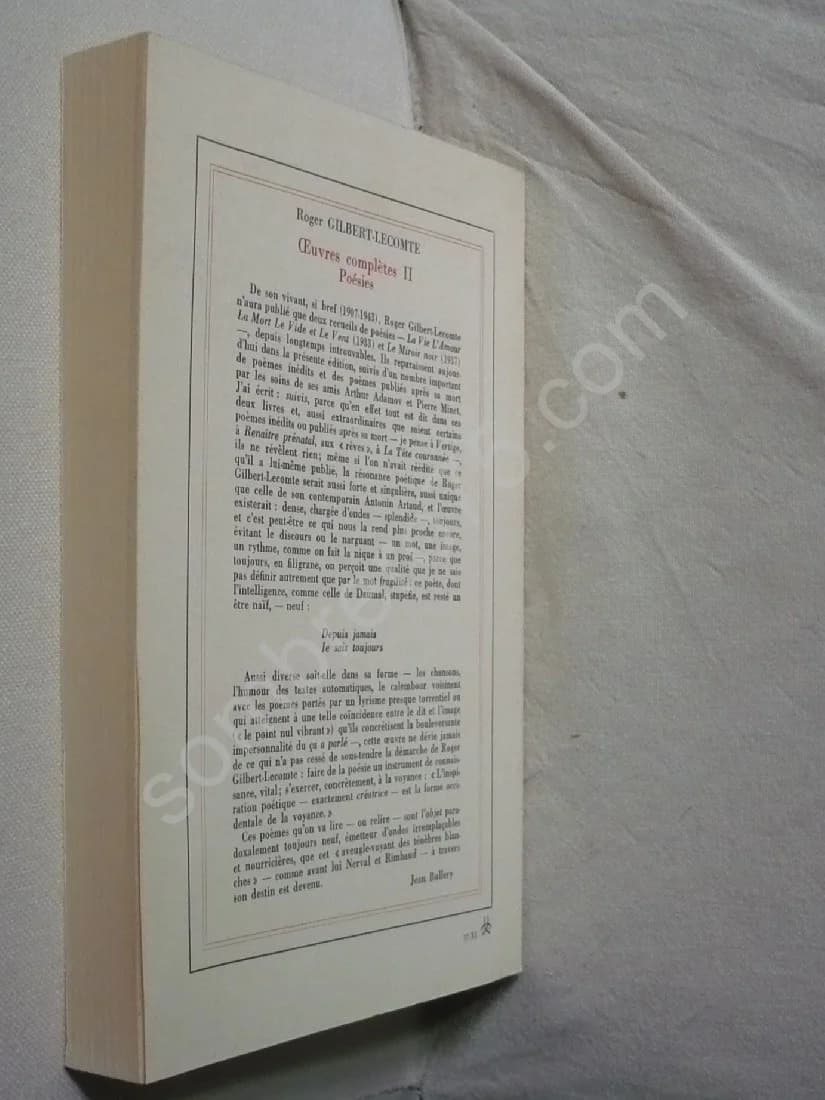 Roger GILBERT-LECOMTE
Œuvres complètes II
Poésies
De son vivant, si bref (1907-1943), Roger Gilbert-Lecomte
n'aura publié que deux recueils de poésies — La Vie L'Amour
La Mort Le Vide et Le Vent (1933) et Le Miroir noir (1937)
—, depuis longtemps introuvables. Ils reparaissent aujour-
d'hui dans la présente édition, suivis d'un nombre important
de poèmes inédits et des poèmes publiés après sa mort
par les soins de ses amis Arthur Adamov et Pierre Minet.
J'ai écrit : suivis, parce qu'en effet tout est dit dans ces
deux livres et, aussi extraordinaires que soient certains
poèmes inédits ou publiés après sa mort — je pense à Vertige,
à Renaître prénatal, aux « rêves », à La Tête couronnée —,
ils ne révèlent rien; même si l'on n'avait réédité que ce
qu'il a lui-même publié, la résonance poétique de Roger
Gilbert-Lecomte serait aussi forte et singulière, aussi unique
que celle de son contemporain Antonin Artaud, et l'œuvre
existerait : dense, chargée d'ondes — splendide —, toujours,
et c'est peut-être ce qui nous la rend plus proche encore,
évitant le discours ou le narguant — un mot, une image,
un rythme, comme on fait la nique à un prof —, parce que
toujours, en filigrane, on perçoit une qualité que je ne sais
pas définir autrement que par le mot fragilité : ce poète, dont
l'intelligence, comme celle de Daumal, stupéfie, est resté un
être naïf, — neuf :
Depuis jamais
Je sais toujours
Aussi diverse soit-elle dans sa forme — les chansons,
l'humour des textes automatiques, le calembour voisinent
avec les poèmes portés par un lyrisme presque torrentiel ou
qui atteignent à une telle coïncidence entre le dit et l'image
(« le point nul vibrant ») qu'ils concrétisent la bouleversante
impersonnalité du ça a parlé —, cette œuvre ne dévie jamais
de ce qui n'a pas cessé de sous-tendre la démarche de Roger
Gilbert-Lecomte : faire de la poésie un instrument de connais-
sance, vital; s'exercer, concrètement, à la voyance : « L'inspi-
ration poétique — exactement créatrice — est la forme occi-
dentale de la voyance. »
Ces poèmes qu'on va lire — ou relire — sont l'objet para-
doxalement toujours neuf, émetteur d'ondes irremplaçables
et nourricières, que cet « aveugle-voyant des ténèbres blan-
ches » — comme avant lui Nerval et Rimbaud — à travers
son destin est devenu.
Jean Bollery